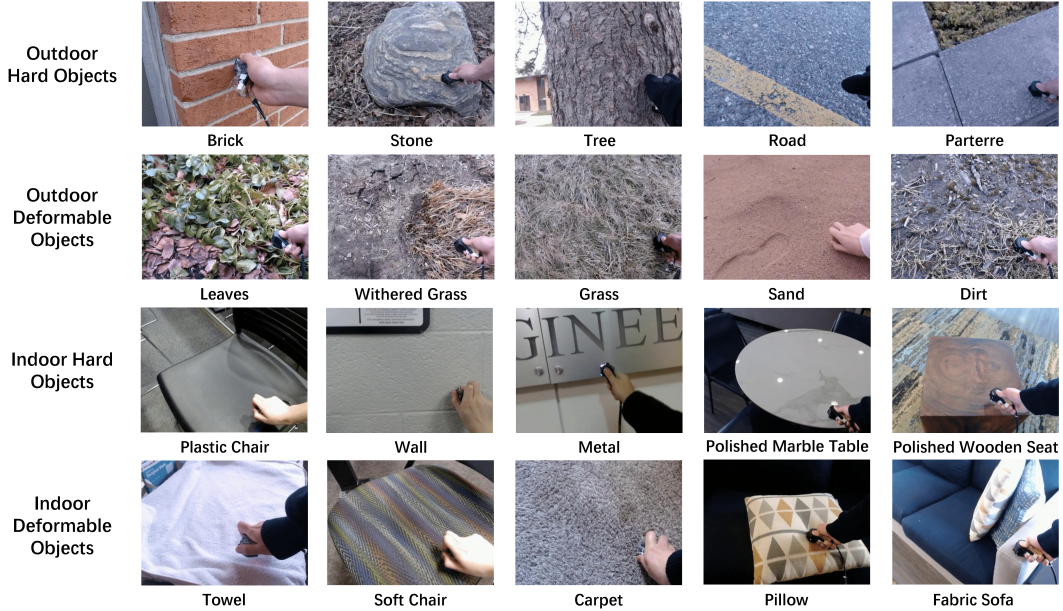 Outdoor
Hard Objects
Brick
Stone
Tree
Road
Parterre
Outdoor
Deformable
Objects
Leaves
Withered Grass
Grass
Sand
Dirt
Indoor Hard
Objects
GINEE
Plastic Chair
Wall
Metal
Polished Marble Table
Polished Wooden Seat
Indoor
Deformable
Objects
Towel
Soft Chair
Carpet
Pillow
Fabric Sofa